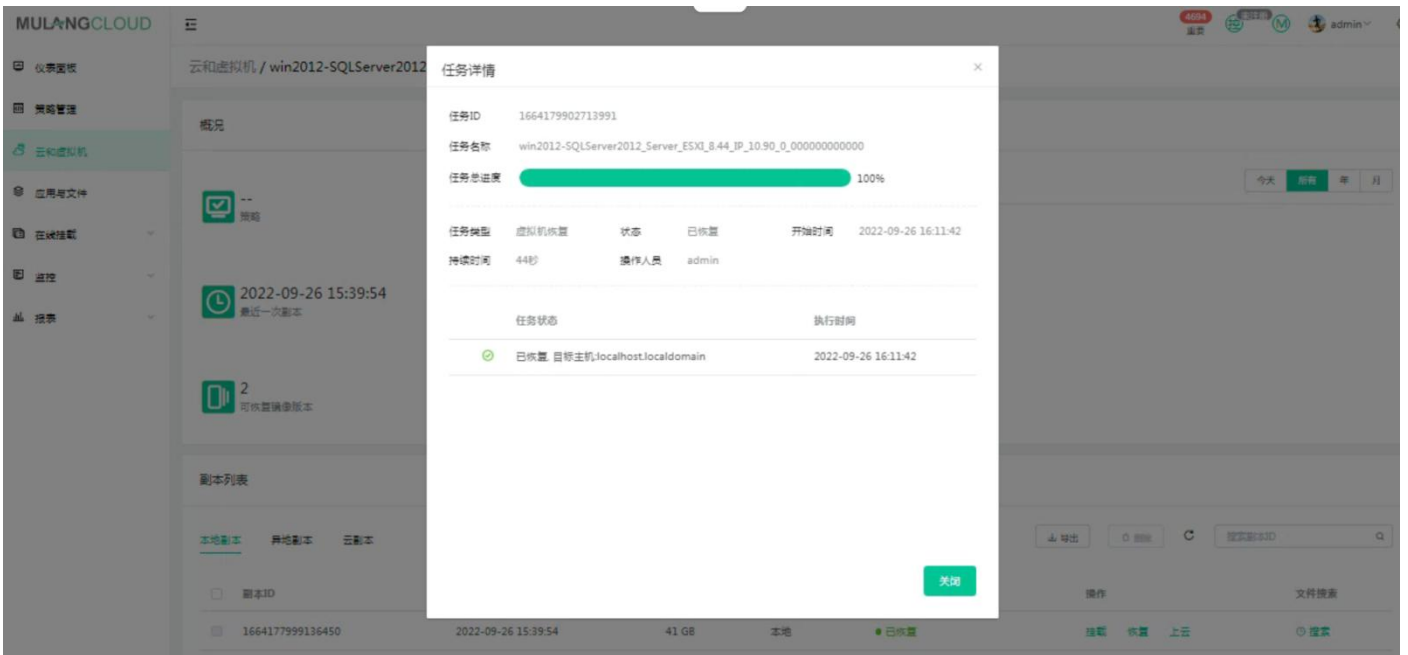 MULANGCLOUD
4694
重要
admin
仪表面板
策略管理
云和虚拟机
应用与文件
在线挂载
监控
报表
云和虚拟机 / win2012-SQLServer2012
概况
今天 所有 年 月
--
策略
2022-09-26 15:39:54
最近一次副本
2
可恢复镜像版本
任务详情
任务ID 1664179902713991
任务名称 win2012-SQLServer2012_Server_ESXI_8.44_IP_10.90_0_000000000000
任务总进度 100%
任务类型 虚拟机恢复 状态 已恢复 开始时间 2022-09-26 16:11:42
持续时间 44秒 操作人员 admin
任务状态 执行时间
已恢复, 目标主机:localhost.localdomain 2022-09-26 16:11:42
关闭
副本列表
本地副本 异地副本 云副本
导出 删除 搜索副本ID
副本ID 操作 文件搜索
1664177999136450 2022-09-26 15:39:54 41 GB 本地 已恢复 挂载 恢复 上云 搜索